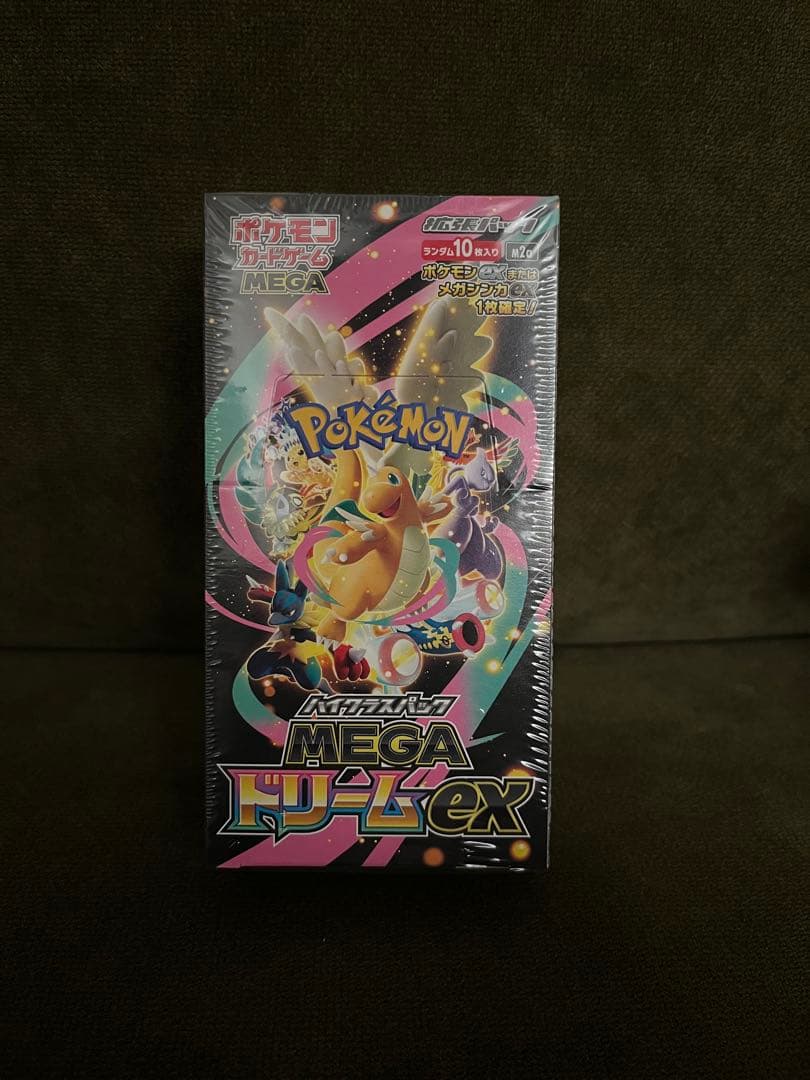 ポケモン
カードゲーム
MEGA
拡張パック
ランダム10枚入り
M2a
ポケモンexまたは
メガシンカex
1枚確定!
POKéMON
ハイクラスパック
MEGA
ドリームex